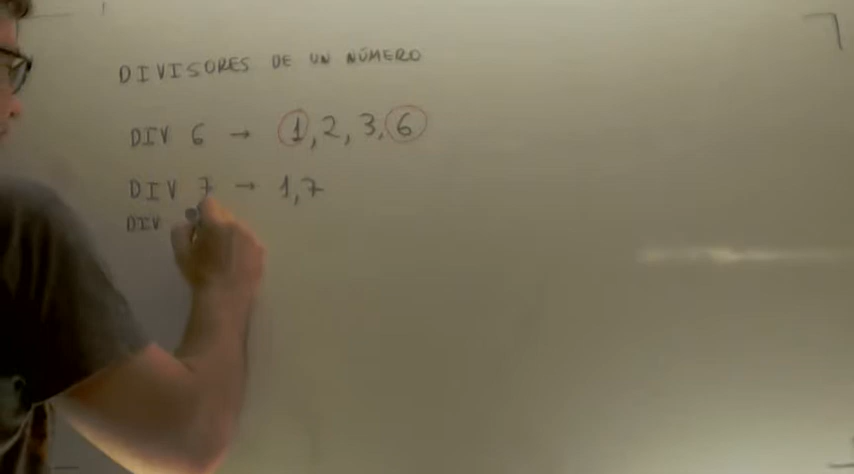 DIVISORES DE UN NÚMERO
DIV 6 → 1, 2, 3, 6
DIV 7 → 1, 7
DIV